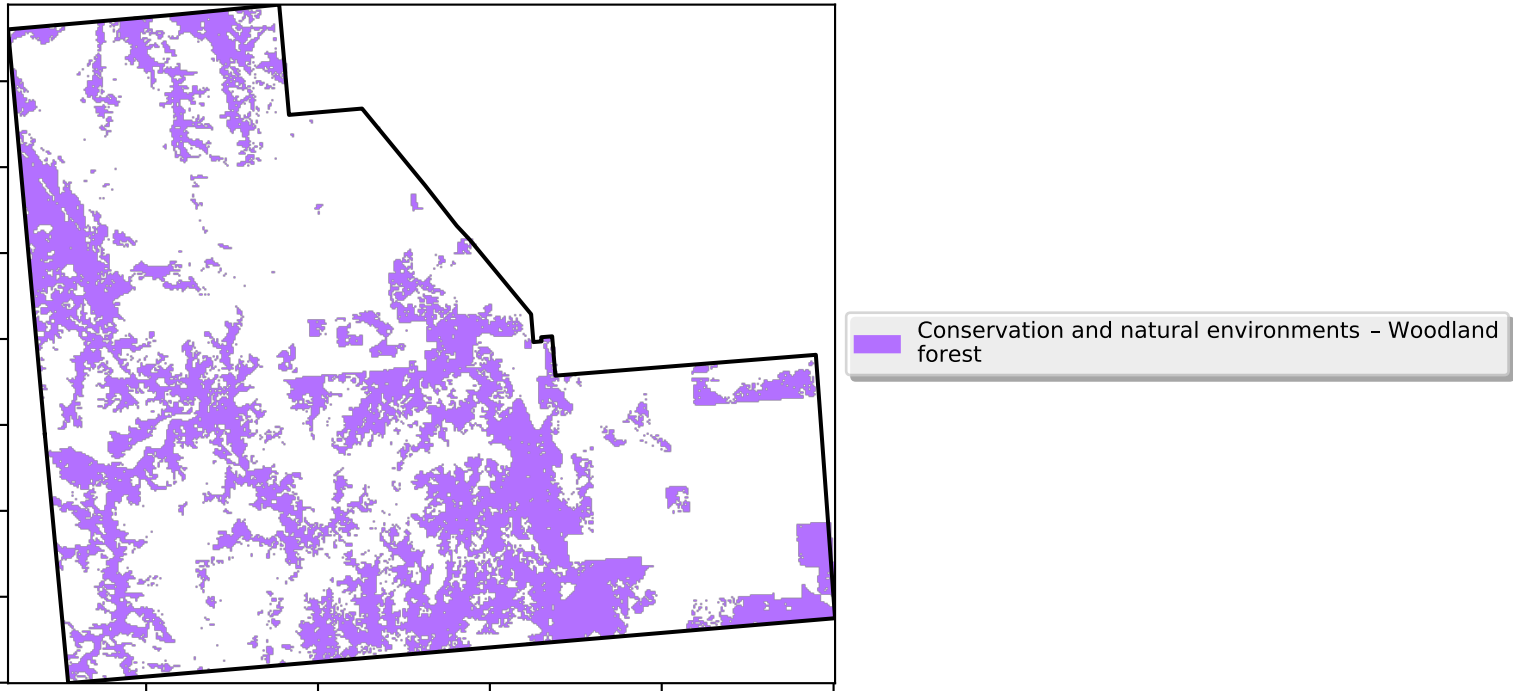 Conservation and natural environments – Woodland
forest